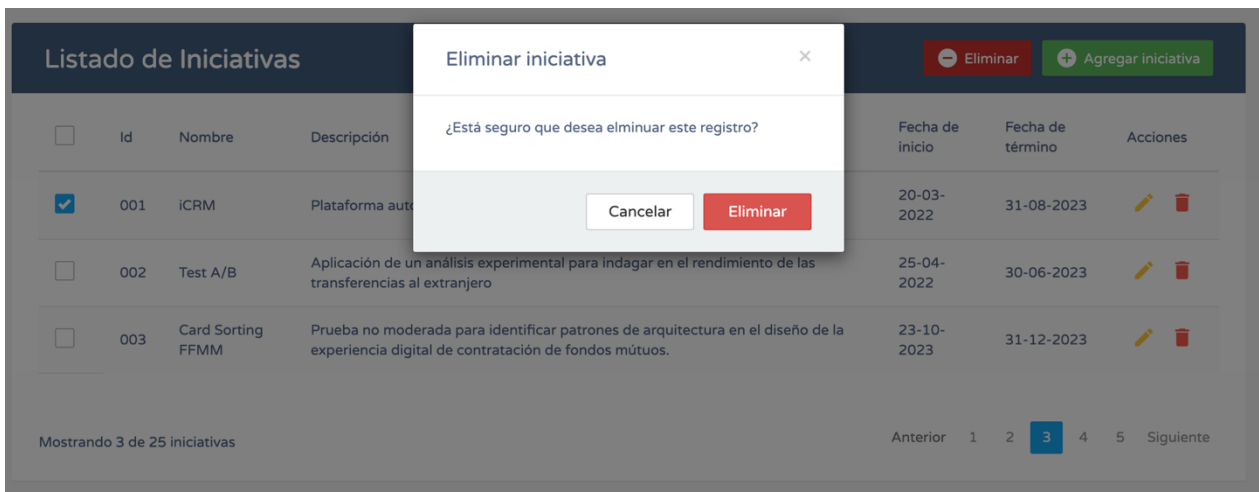 Listado de Iniciativas
Eliminar iniciativa
×
Eliminar
Agregar iniciativa
¿Está seguro que desea elminuar este registro?
Cancelar
Eliminar
Id
Nombre
Descripción
Fecha de
inicio
Fecha de
término
Acciones
001
iCRM
Plataforma auto
20-03-
2022
31-08-2023
002
Test A/B
Aplicación de un análisis experimental para indagar en el rendimiento de las
transferencias al extranjero
25-04-
2022
30-06-2023
003
Card Sorting
FFMM
Prueba no moderada para identificar patrones de arquitectura en el diseño de la
experiencia digital de contratación de fondos mútuos.
23-10-
2023
31-12-2023
Mostrando 3 de 25 iniciativas
Anterior 1 2 3 4 5 Siguiente